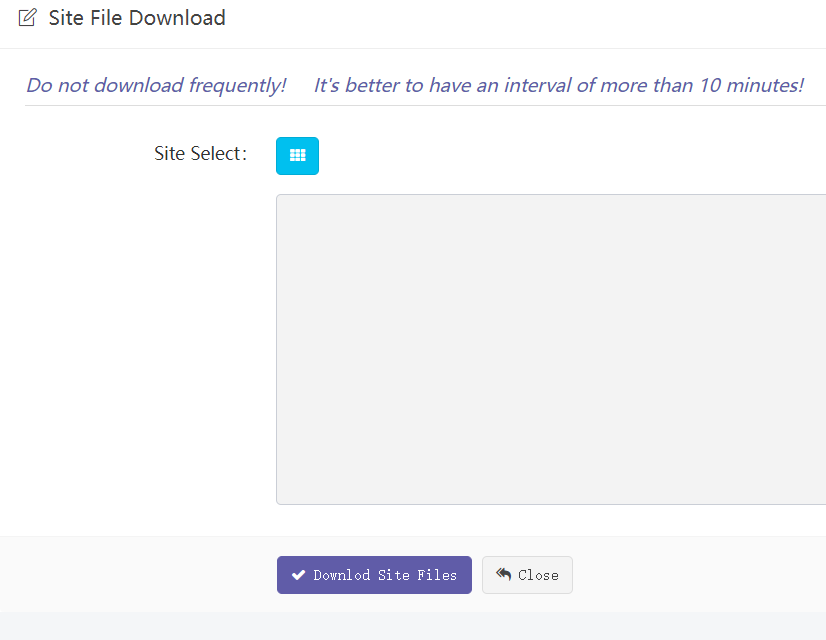 Site File Download
Do not download frequently! It's better to have an interval of more than 10 minutes!
Site Select:
Downlod Site Files
Close